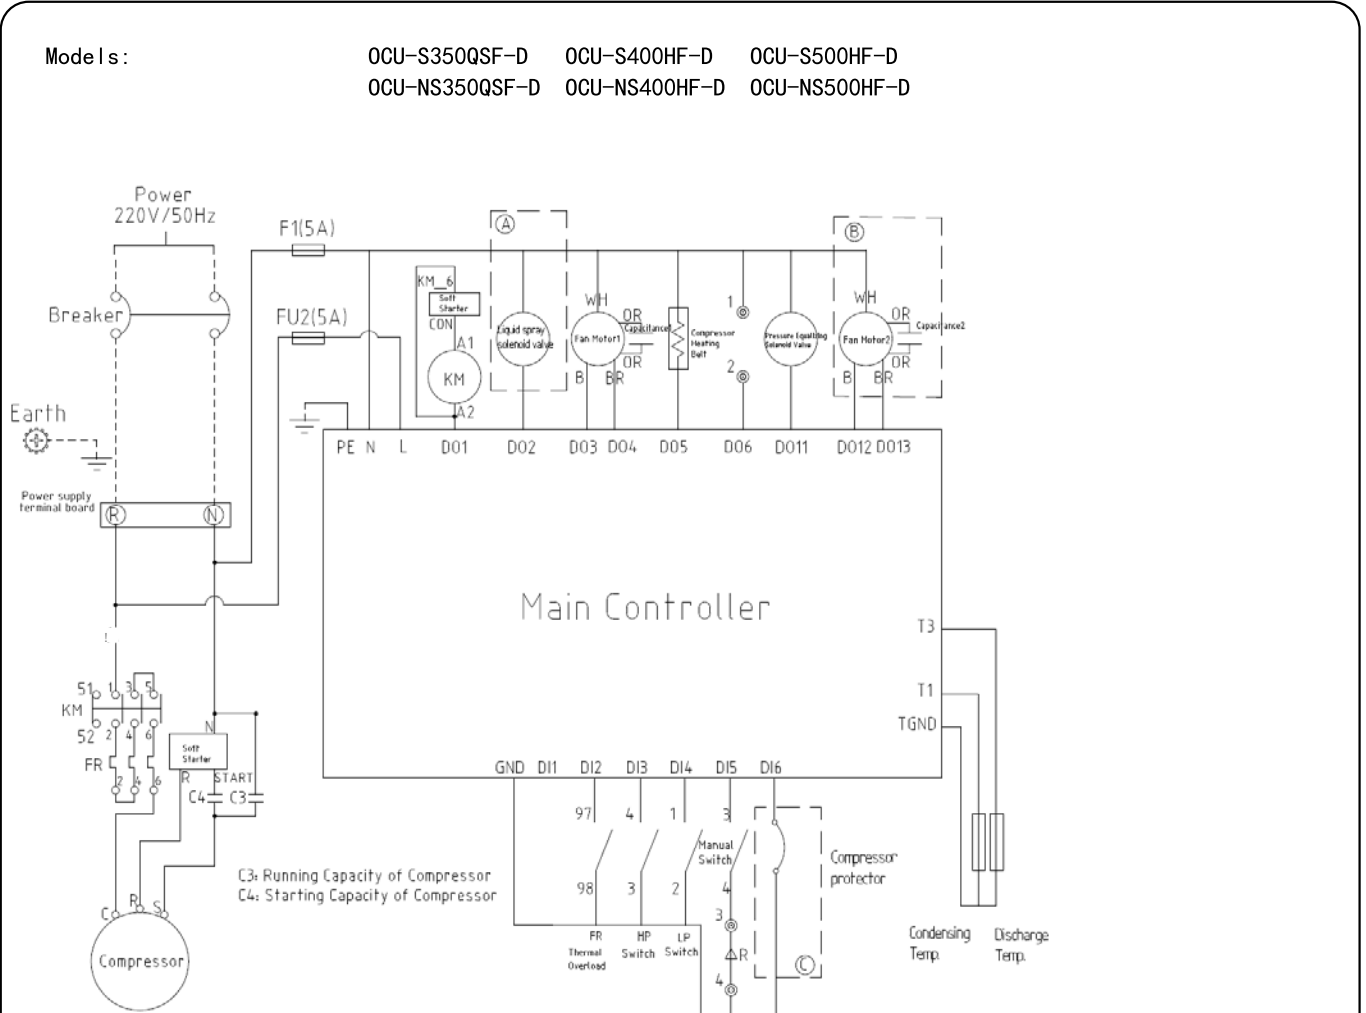 Models: OCU-S350QSF-D OCU-S400HF-D OCU-S500HF-D
OCU-NS350QSF-D OCU-NS400HF-D OCU-NS500HF-D
Power
220V/50Hz
F1(5A)
A
B
KM_6
Soft
Starter
CON
WH
OR
Capacitance1
OR
1
2
WH
OR
Capacitance2
OR
Breaker
FU2(5A)
Liquid spray
solenoid valve
Fan Motor1
Compressor
Heating
Belt
Pressure Equalizing
Solenoid Valve
Fan Motor2
A1
KM
A2
B BR
B BR
Earth
PE N L DO1 DO2 DO3 DO4 DO5 DO6 DO11 DO12 DO13
Power supply
terminal board
R N
Main Controller
T3
T1
TGND
51 1 3 5
KM
52 2 4 6
FR
2 4 6
N
Soft
Starter
R START
C4 C3
GND DI1 DI2 DI3 DI4 DI5 DI6
97 4 1 3
Manual
Switch
98 3 2 4
Compressor
protector
C3: Running Capacity of Compressor
C4: Starting Capacity of Compressor
C R S
Compressor
FR
Thermal
Overload
HP
Switch
LP
Switch
3
R
4
C
Condensing
Temp.
Discharge
Temp.